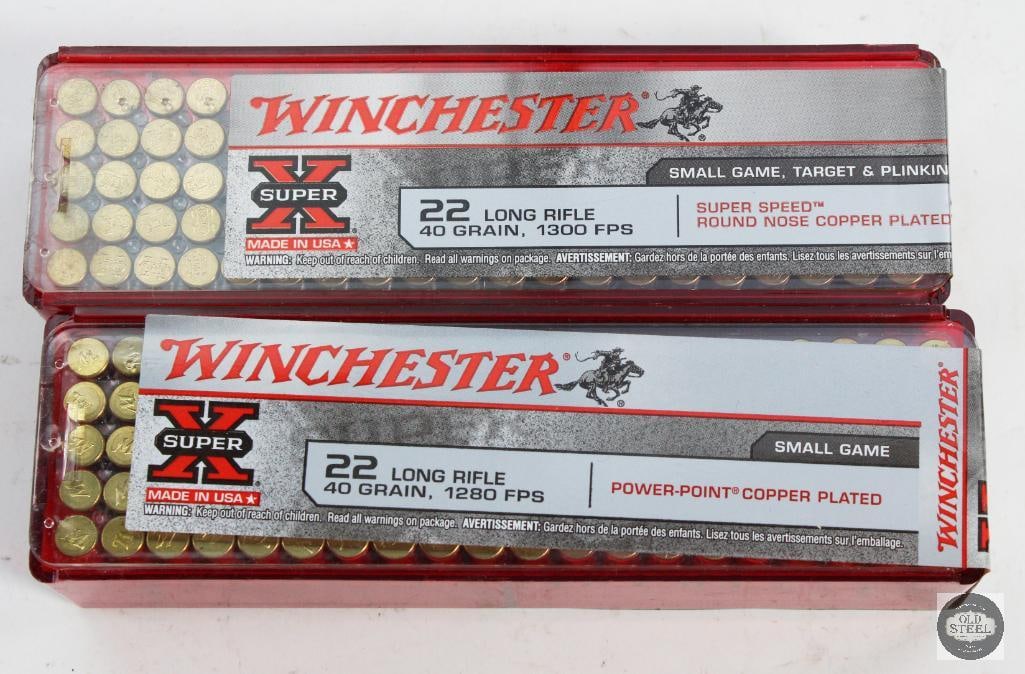 WINCHESTER®
®
SUPER X
MADE IN USA★
SMALL GAME, TARGET & PLINKIN
22 LONG RIFLE
40 GRAIN, 1300 FPS
SUPER SPEED™
ROUND NOSE COPPER PLATED
WARNING: Keep out of reach of children. Read all warnings on package. AVERTISSEMENT: Gardez hors de la portée des enfants. Lisez tous les avertissements sur l'em
WINCHESTER®
®
SUPER X
MADE IN USA★
SMALL GAME
22 LONG RIFLE
40 GRAIN, 1280 FPS
POWER-POINT® COPPER PLATED
WARNING: Keep out of reach of children. Read all warnings on package. AVERTISSEMENT: Gardez hors de la portée des enfants. Lisez tous les avertissements sur l'emballage.
WINCHESTER®
OLD
STEEL